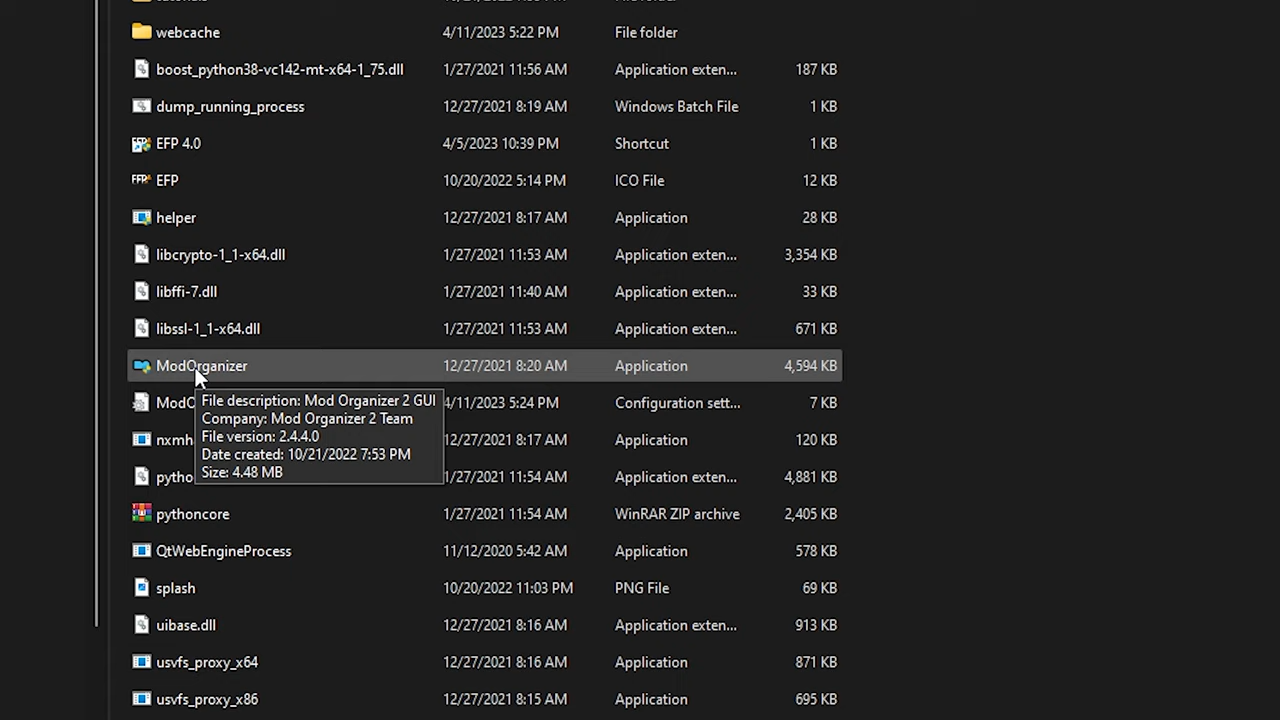 webcache 4/11/2023 5:22 PM File folder
boost_python38-vc142-mt-x64-1_75.dll 1/27/2021 11:56 AM Application exten... 187 KB
dump_running_process 12/27/2021 8:19 AM Windows Batch File 1 KB
EFP 4.0 4/5/2023 10:39 PM Shortcut 1 KB
EFP 10/20/2022 5:14 PM ICO File 12 KB
helper 12/27/2021 8:17 AM Application 28 KB
libcrypto-1_1-x64.dll 1/27/2021 11:53 AM Application exten... 3,354 KB
libffi-7.dll 1/27/2021 11:40 AM Application exten... 33 KB
libssl-1_1-x64.dll 1/27/2021 11:53 AM Application exten... 671 KB
ModOrganizer 12/27/2021 8:20 AM Application 4,594 KB
File description: Mod Organizer 2 GUI
Company: Mod Organizer 2 Team
File version: 2.4.4.0
Date created: 10/21/2022 7:53 PM
Size: 4.48 MB
4/11/2023 5:24 PM Configuration sett... 7 KB
12/27/2021 8:17 AM Application 120 KB
1/27/2021 11:54 AM Application exten... 4,881 KB
pythoncore 1/27/2021 11:54 AM WinRAR ZIP archive 2,405 KB
QtWebEngineProcess 11/12/2020 5:42 AM Application 578 KB
splash 10/20/2022 11:03 PM PNG File 69 KB
uibase.dll 12/27/2021 8:16 AM Application exten... 913 KB
usvfs_proxy_x64 12/27/2021 8:16 AM Application 871 KB
usvfs_proxy_x86 12/27/2021 8:15 AM Application 695 KB